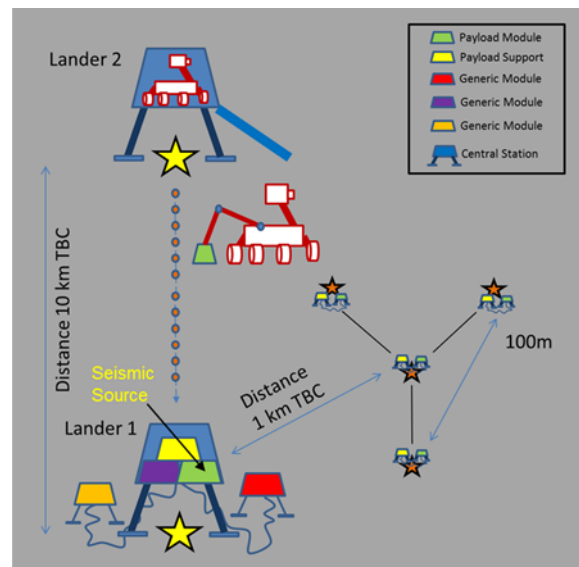 Lander 2
Payload Module
Payload Support
Generic Module
Generic Module
Generic Module
Central Station
Distance 10 km TBC
100m
Distance
1 km TBC
Seismic
Source
Lander 1